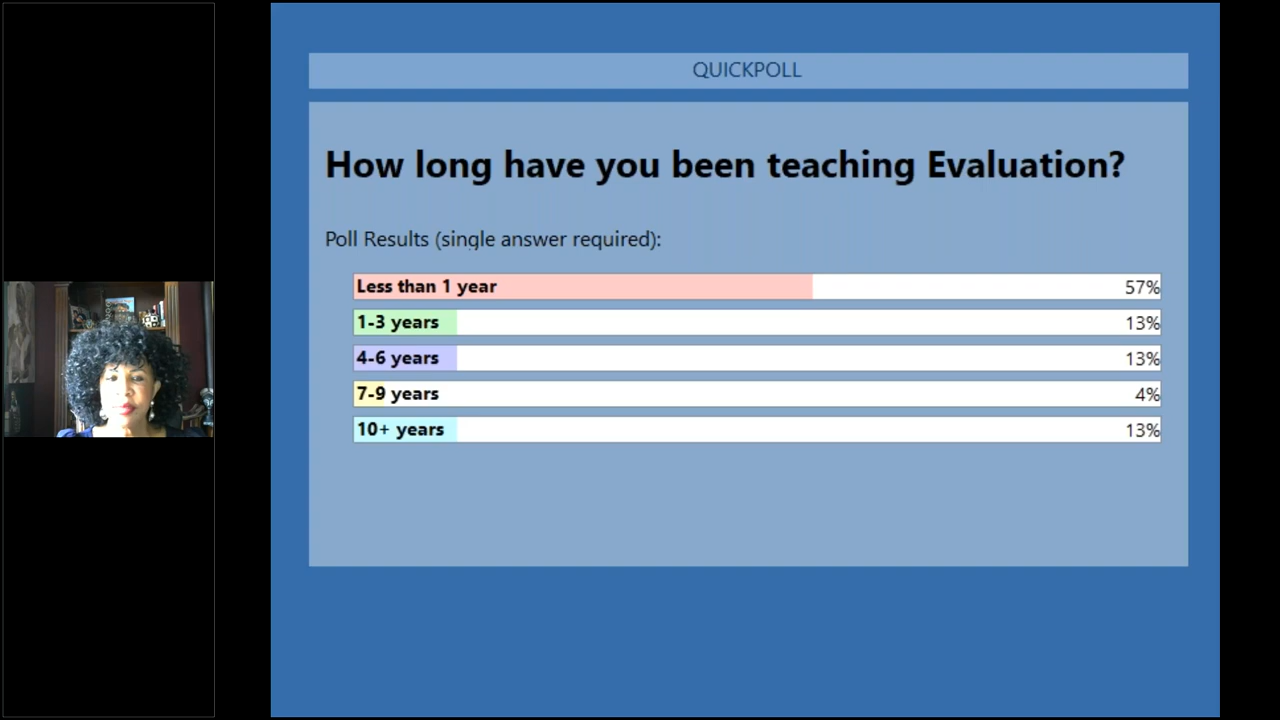 QUICKPOLL
How long have you been teaching Evaluation?
Poll Results (single answer required):
Less than 1 year 57%
1-3 years 13%
4-6 years 13%
7-9 years 4%
10+ years 13%